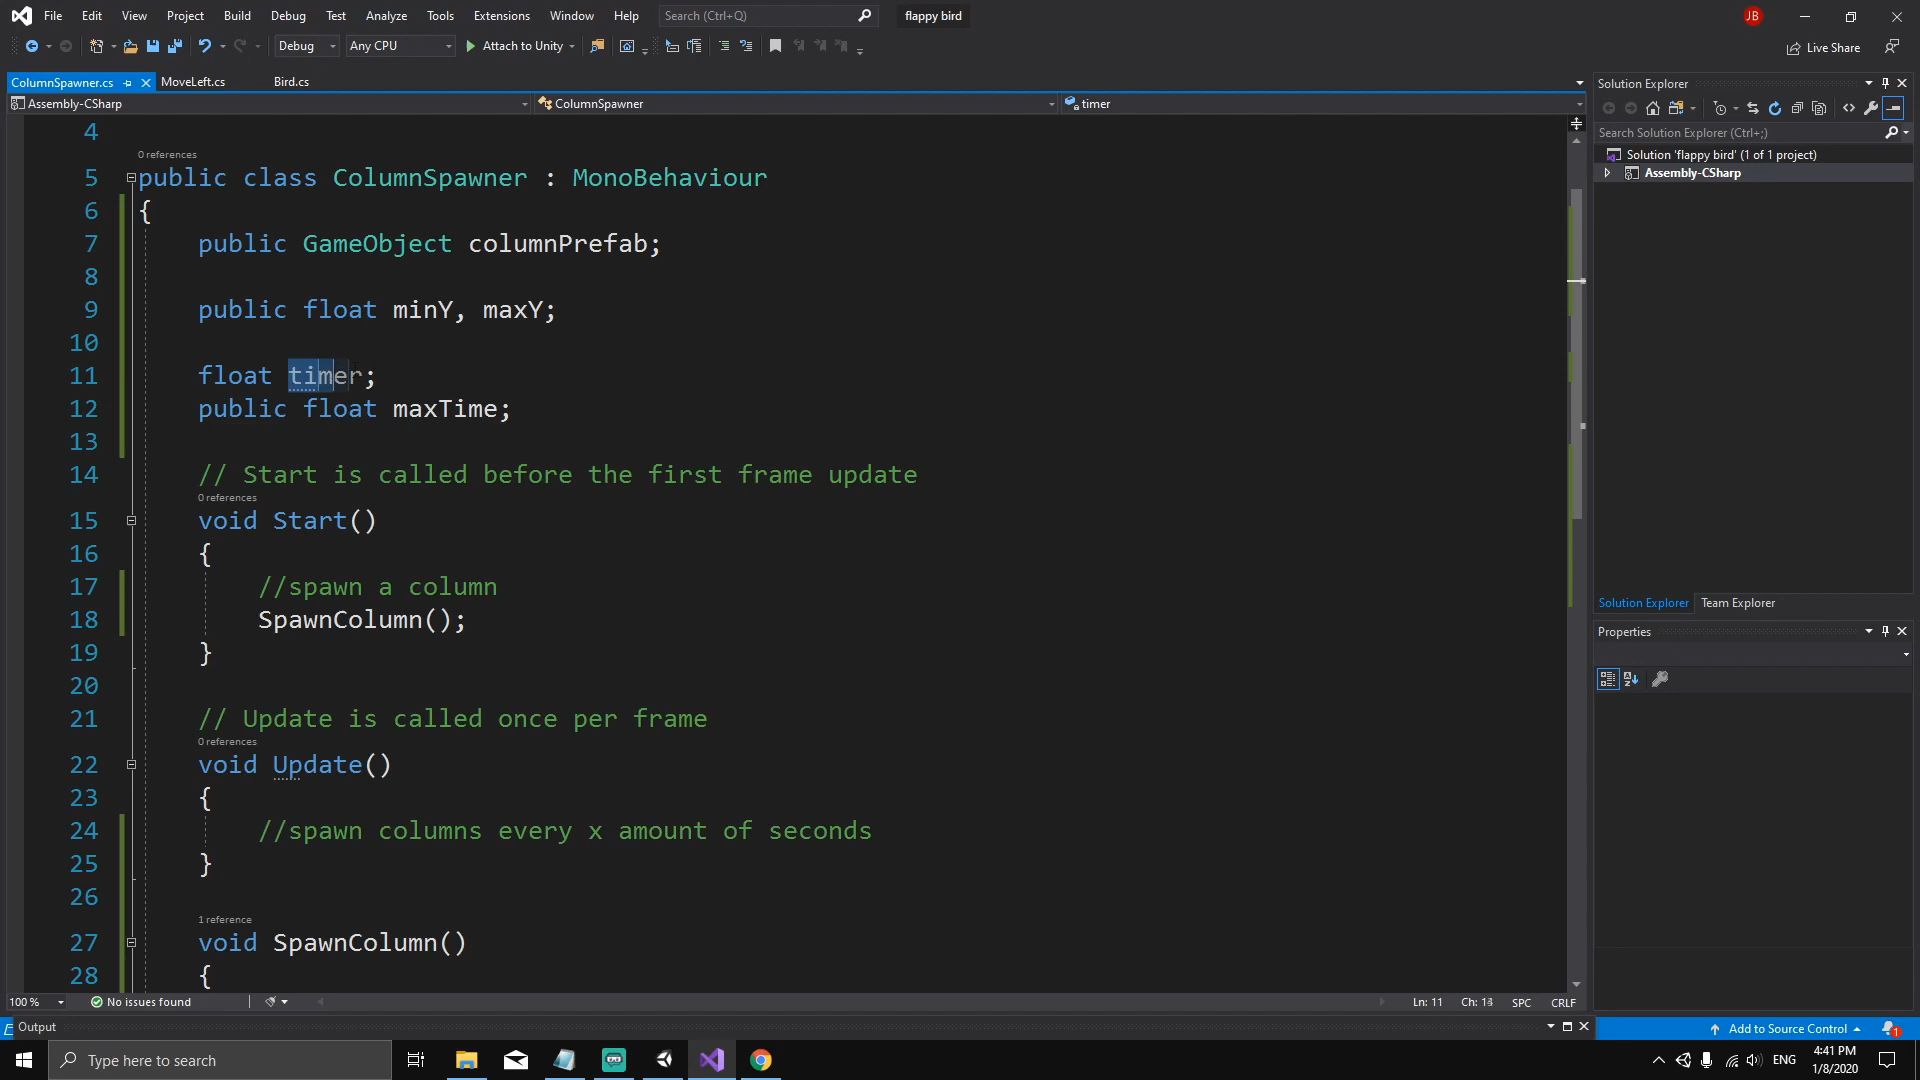 File Edit View Project Build Debug Test Analyze Tools Extensions Window Help Search (Ctrl+Q) flappy bird JB
Debug Any CPU Attach to Unity Live Share
ColumnSpawner.cs MoveLeft.cs Bird.cs
Assembly-CSharp ColumnSpawner timer
4
0 references
5 public class ColumnSpawner : MonoBehaviour
6 {
7 public GameObject columnPrefab;
8
9 public float minY, maxY;
10
11 float timer;
12 public float maxTime;
13
14 // Start is called before the first frame update
0 references
15 void Start()
16 {
17 //spawn a column
18 SpawnColumn();
19 }
20
21 // Update is called once per frame
0 references
22 void Update()
23 {
24 //spawn columns every x amount of seconds
25 }
26
1 reference
27 void SpawnColumn()
28 {
100 % No issues found Ln: 11 SPC CRLF
Output
Solution Explorer
Search Solution Explorer (Ctrl+;)
Solution 'flappy bird' (1 of 1 project)
Assembly-CSharp
Solution Explorer Team Explorer
Properties
Add to Source Control 1
Type here to search
ENG
4:41 PM
1/8/2020